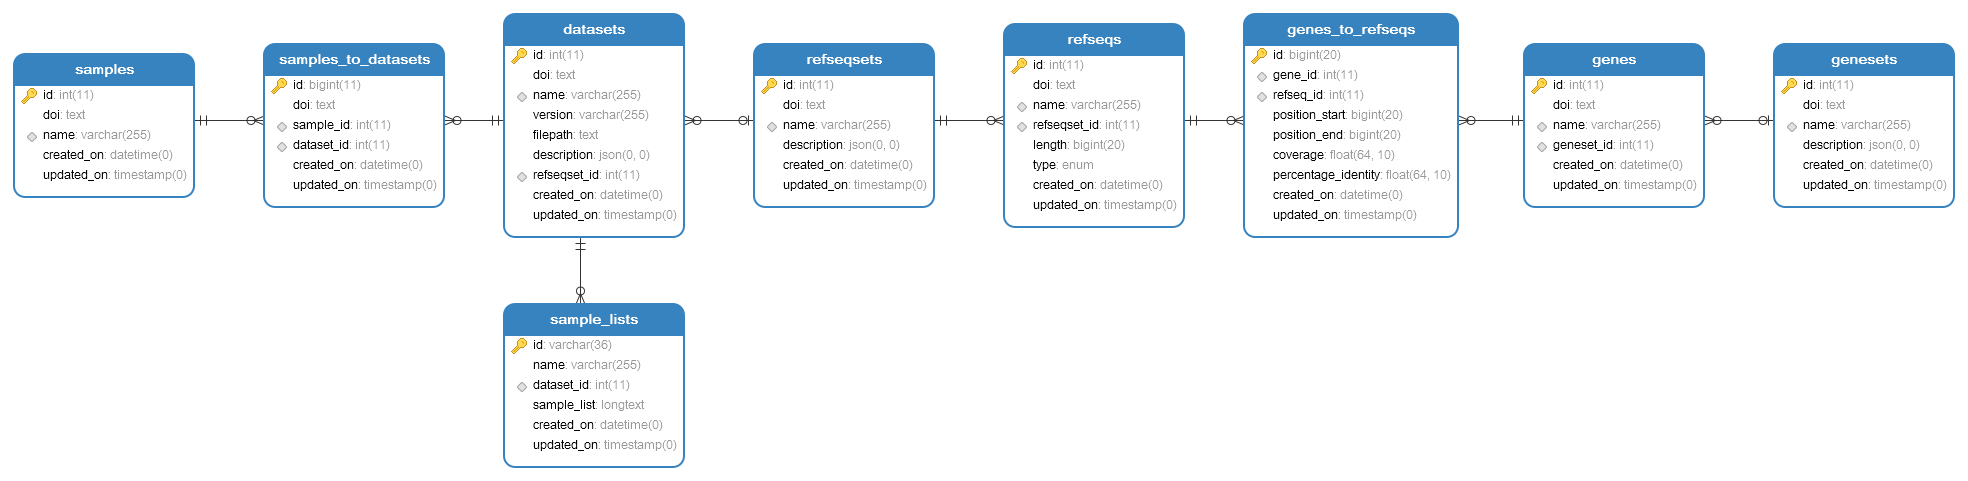 samples
id: int(11)
doi: text
name: varchar(255)
created_on: datetime(0)
updated_on: timestamp(0)
samples_to_datasets
id: bigint(11)
doi: text
sample_id: int(11)
dataset_id: int(11)
created_on: datetime(0)
updated_on: timestamp(0)
datasets
id: int(11)
doi: text
name: varchar(255)
version: varchar(255)
filepath: text
description: json(0, 0)
refseqset_id: int(11)
created_on: datetime(0)
updated_on: timestamp(0)
refseqsets
id: int(11)
doi: text
name: varchar(255)
description: json(0, 0)
created_on: datetime(0)
updated_on: timestamp(0)
refseqs
id: int(11)
doi: text
name: varchar(255)
refseqset_id: int(11)
length: bigint(20)
type: enum
created_on: datetime(0)
updated_on: timestamp(0)
genes_to_refseqs
id: bigint(20)
gene_id: int(11)
refseq_id: int(11)
position_start: bigint(20)
position_end: bigint(20)
coverage: float(64, 10)
percentage_identity: float(64, 10)
created_on: datetime(0)
updated_on: timestamp(0)
genes
id: int(11)
doi: text
name: varchar(255)
geneset_id: int(11)
created_on: datetime(0)
updated_on: timestamp(0)
genesets
id: int(11)
doi: text
name: varchar(255)
description: json(0, 0)
created_on: datetime(0)
updated_on: timestamp(0)
sample_lists
id: varchar(36)
name: varchar(255)
dataset_id: int(11)
sample_list: longtext
created_on: datetime(0)
updated_on: timestamp(0)